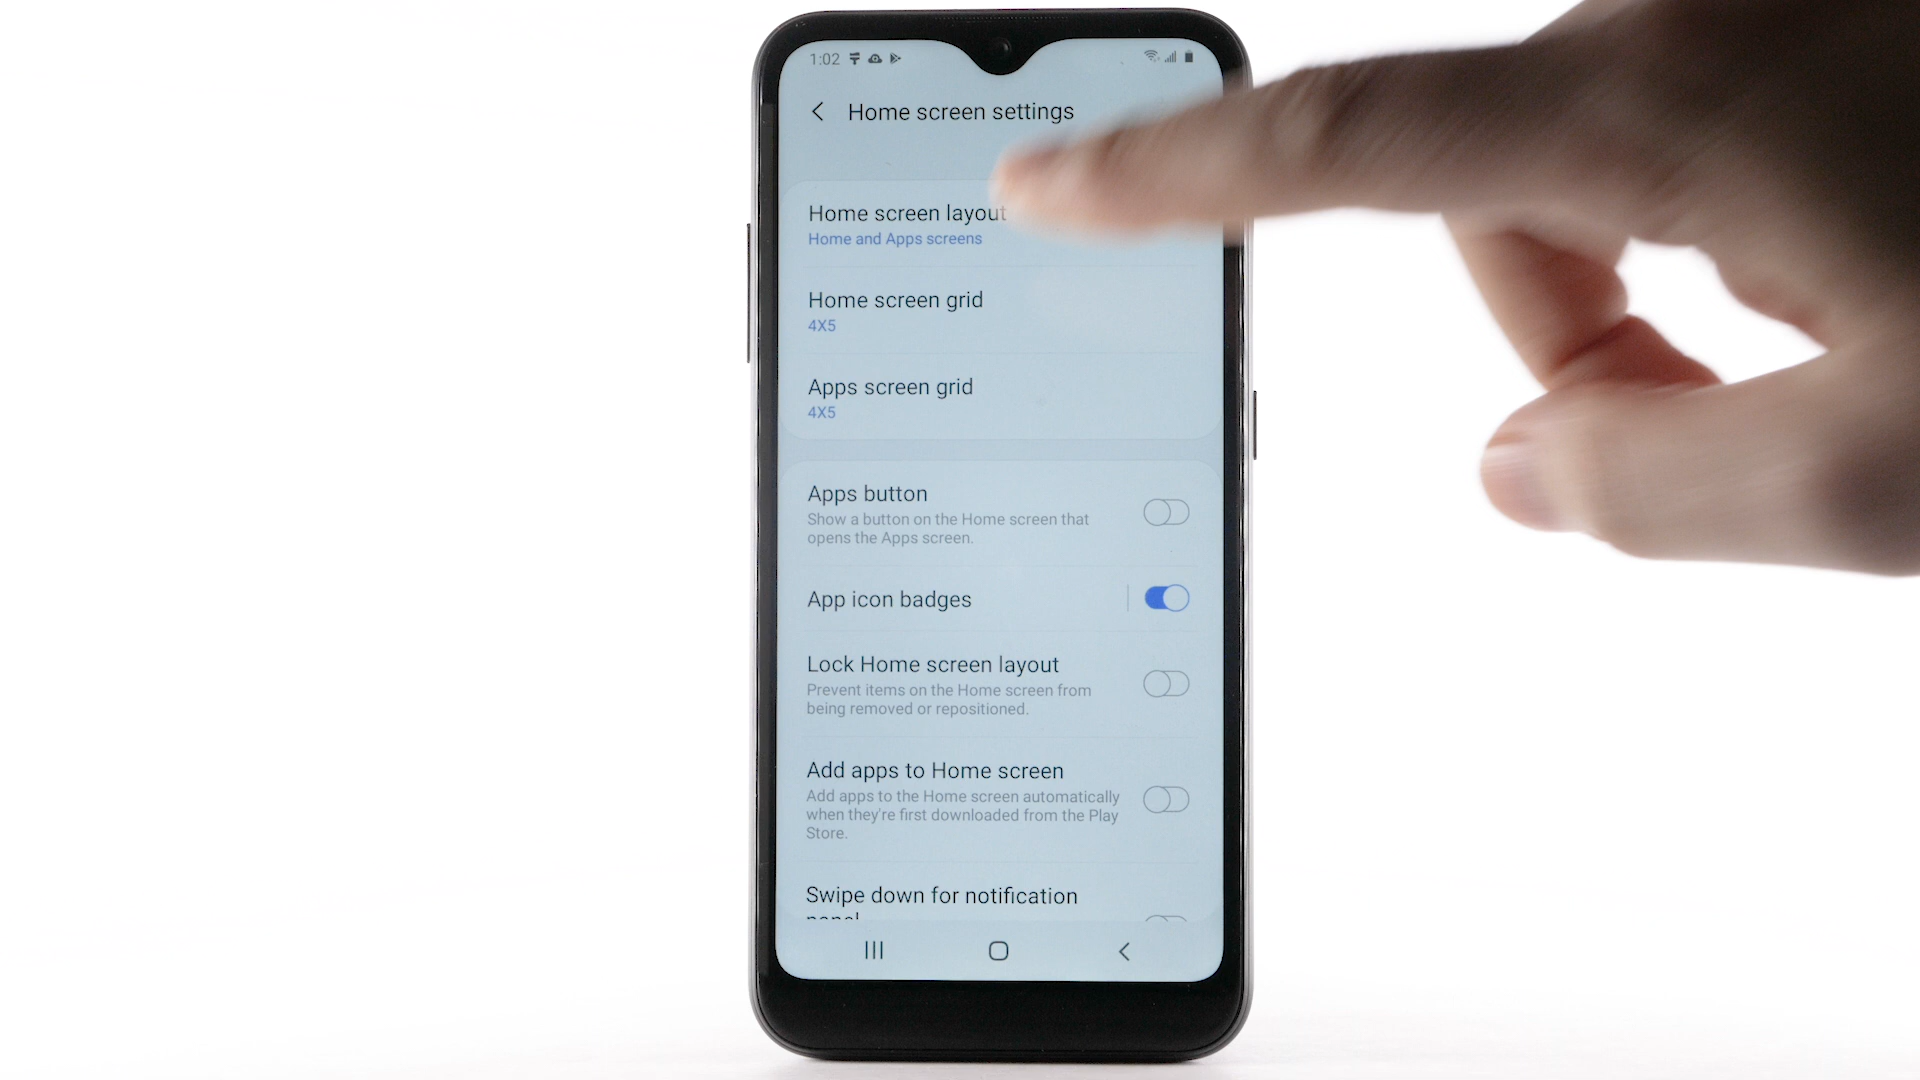 1:02
Home screen settings
Home screen layout
Home and Apps screens
Home screen grid
4X5
Apps screen grid
4X5
Apps button
Show a button on the Home screen that
opens the Apps screen.
App icon badges
Lock Home screen layout
Prevent items on the Home screen from
being removed or repositioned.
Add apps to Home screen
Add apps to the Home screen automatically
when they're first downloaded from the Play
Store.
Swipe down for notification
panel